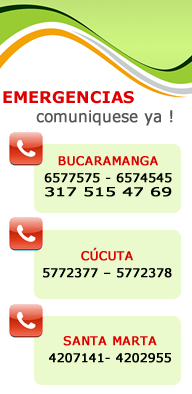 EMERGENCIAS
comuniquese ya !
BUCARAMANGA
6577575 - 6574545
317 515 47 69
CÚCUTA
5772377 – 5772378
SANTA MARTA
4207141- 4202955